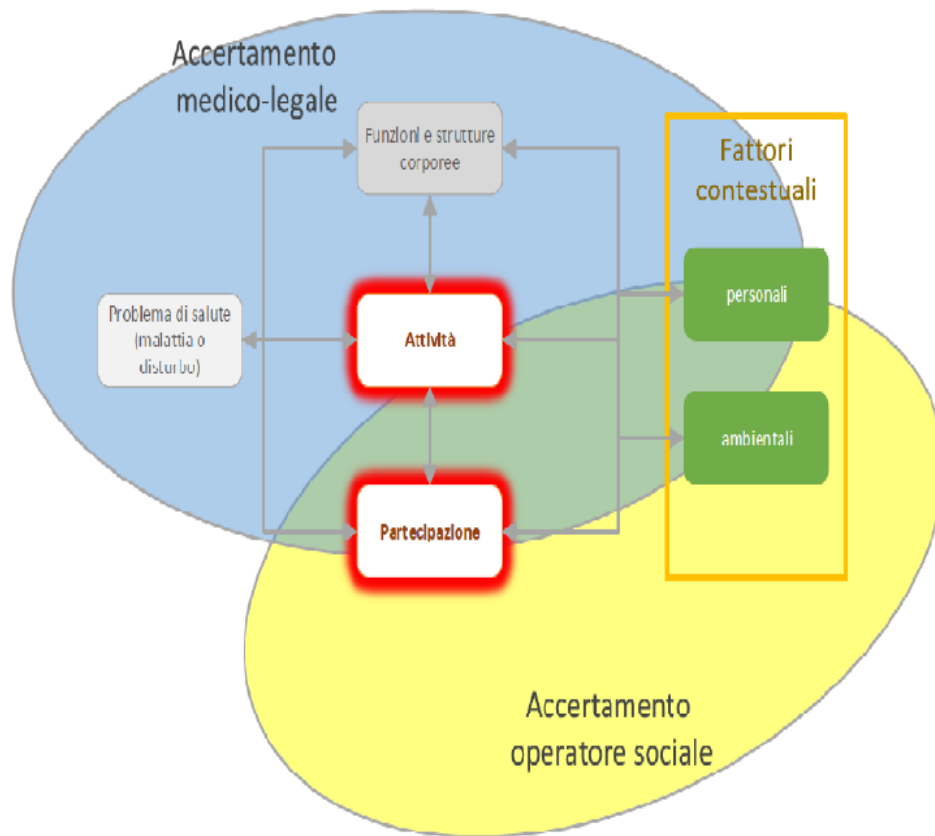 Accertamento
medico-legale
Funzioni e strutture
corporee
Fattori
contestuali
personali
Problema di salute
(malattia o
disturbo)
Attività
ambientali
Partecipazione
Accertamento
operatore sociale